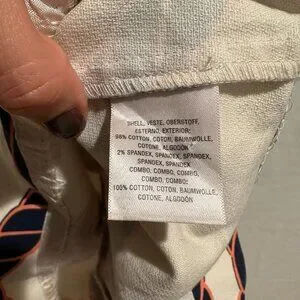 SHELL, VESTE, OBERSTOFF,
ESTERNO, EXTERIOR:
98% COTTON, COTON, BAUMWOLLE,
COTONE, ALGODÓN
2% SPANDEX, SPANDEX, SPANDEX,
SPANDEX, SPANDEX
COMBO, COMBO, COMBO,
COMBO, COMBO:
100% COTTON, COTON, BAUMWOLLE,
COTONE, ALGODÓN